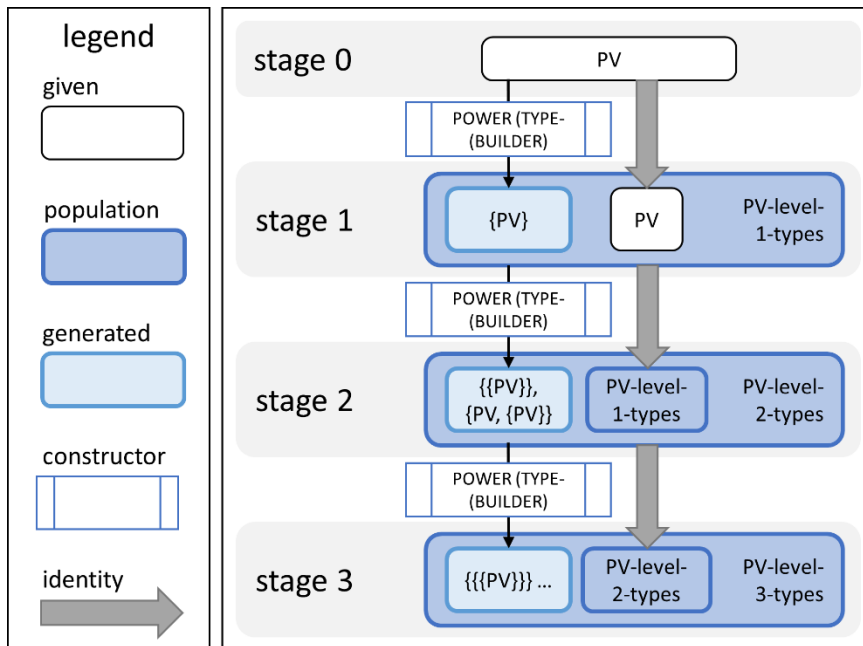 legend
given
population
generated
constructor
identity
stage 0
PV
POWER (TYPE-
(BUILDER)
stage 1
{PV}
PV
PV-level-
1-types
POWER (TYPE-
(BUILDER)
stage 2
{{PV}},
{PV, {PV}}
PV-level-
1-types
PV-level-
2-types
POWER (TYPE-
(BUILDER)
stage 3
{{{PV}}} ...
PV-level-
2-types
PV-level-
3-types